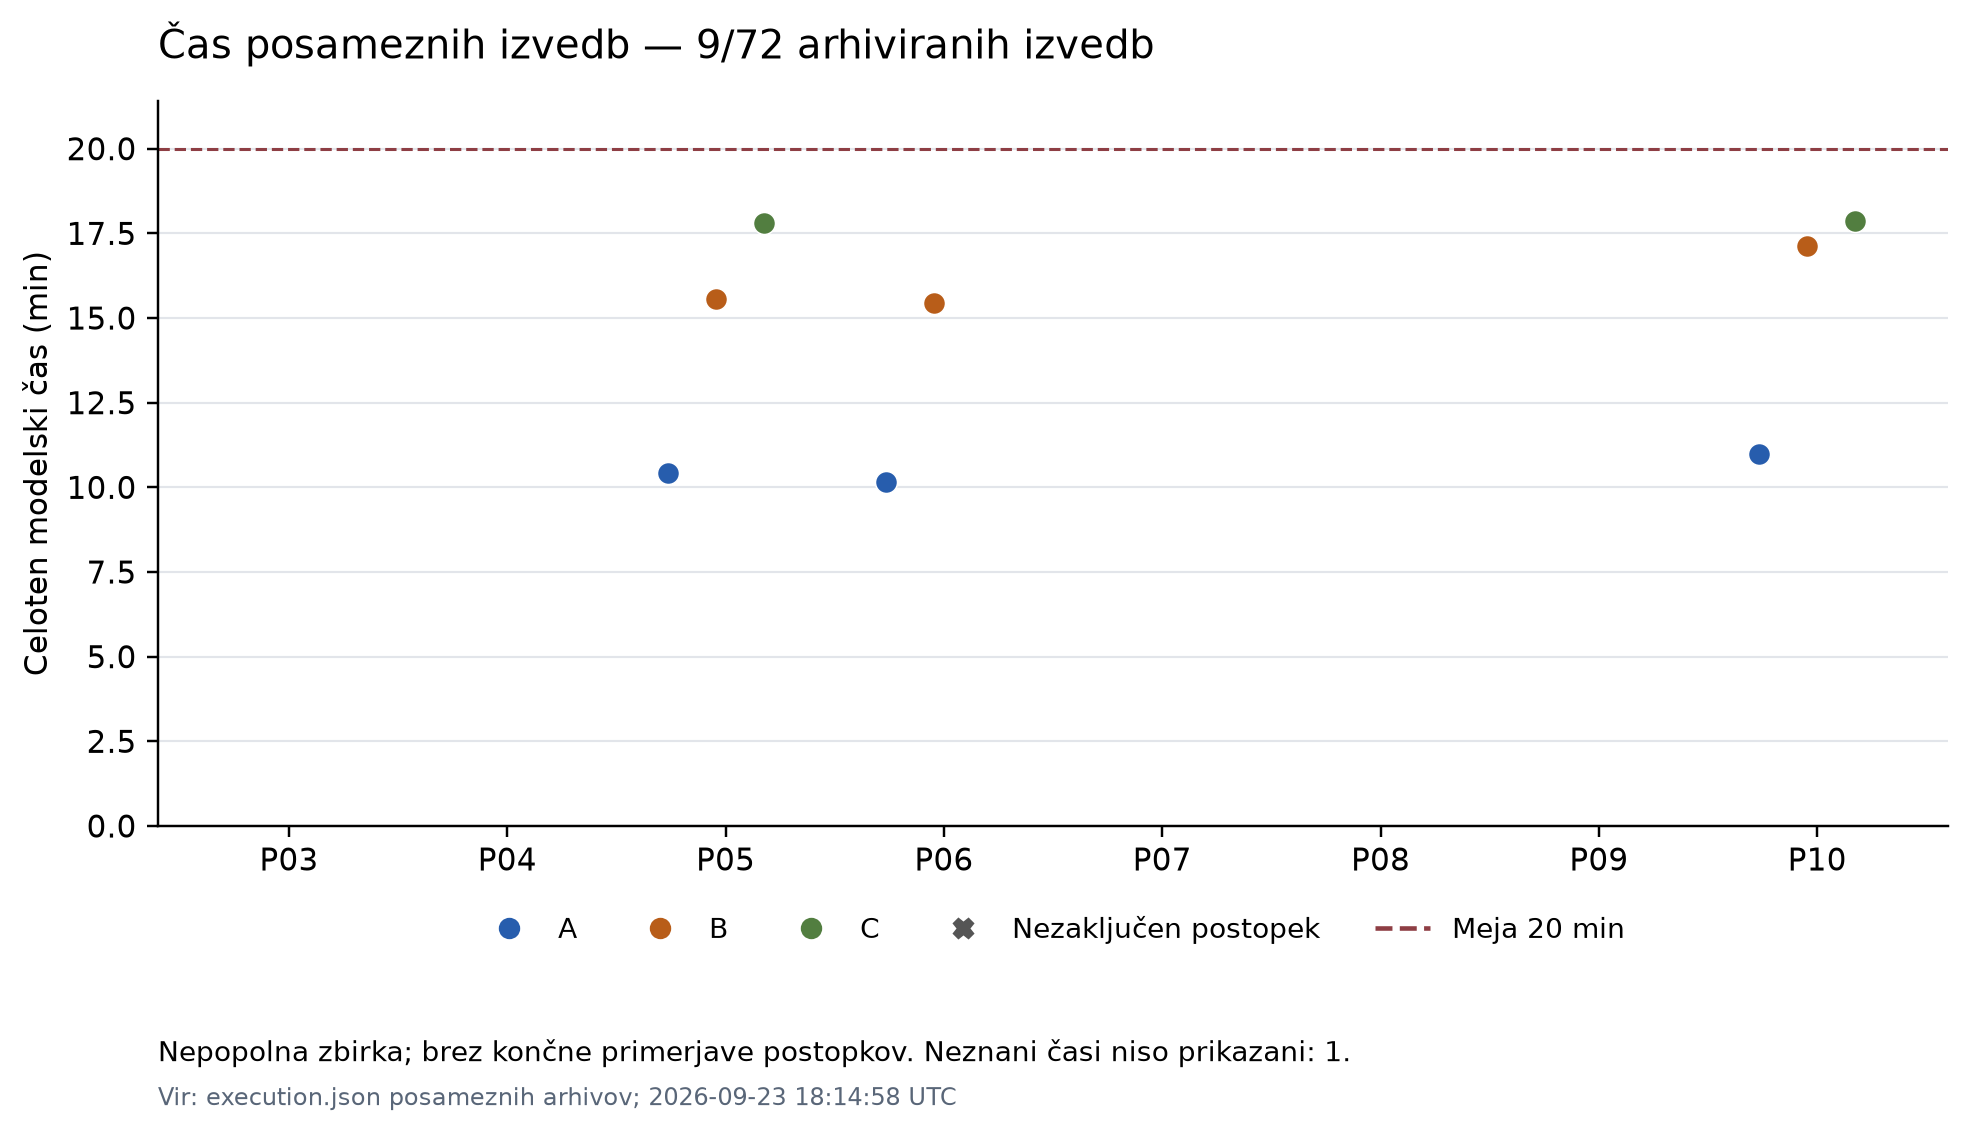 Čas posameznih izvedb — 9/72 arhiviranih izvedb
Celoten modelski čas (min)
20.0
17.5
15.0
12.5
10.0
7.5
5.0
2.5
0.0
P03 P04 P05 P06 P07 P08 P09 P10
A B C Nezaključen postopek Meja 20 min
Nepopolna zbirka; brez končne primerjave postopkov. Neznani časi niso prikazani: 1.
Vir: execution.json posameznih arhivov; 2026-09-23 18:14:58 UTC